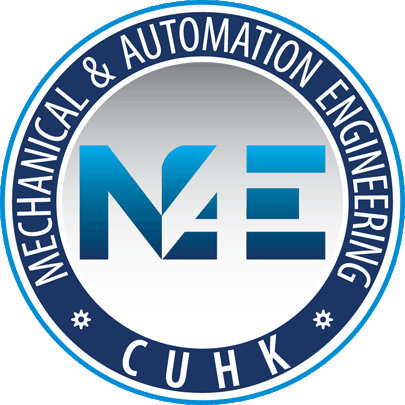 MECHANICAL & AUTOMATION ENGINEERING
MAE
CUHK